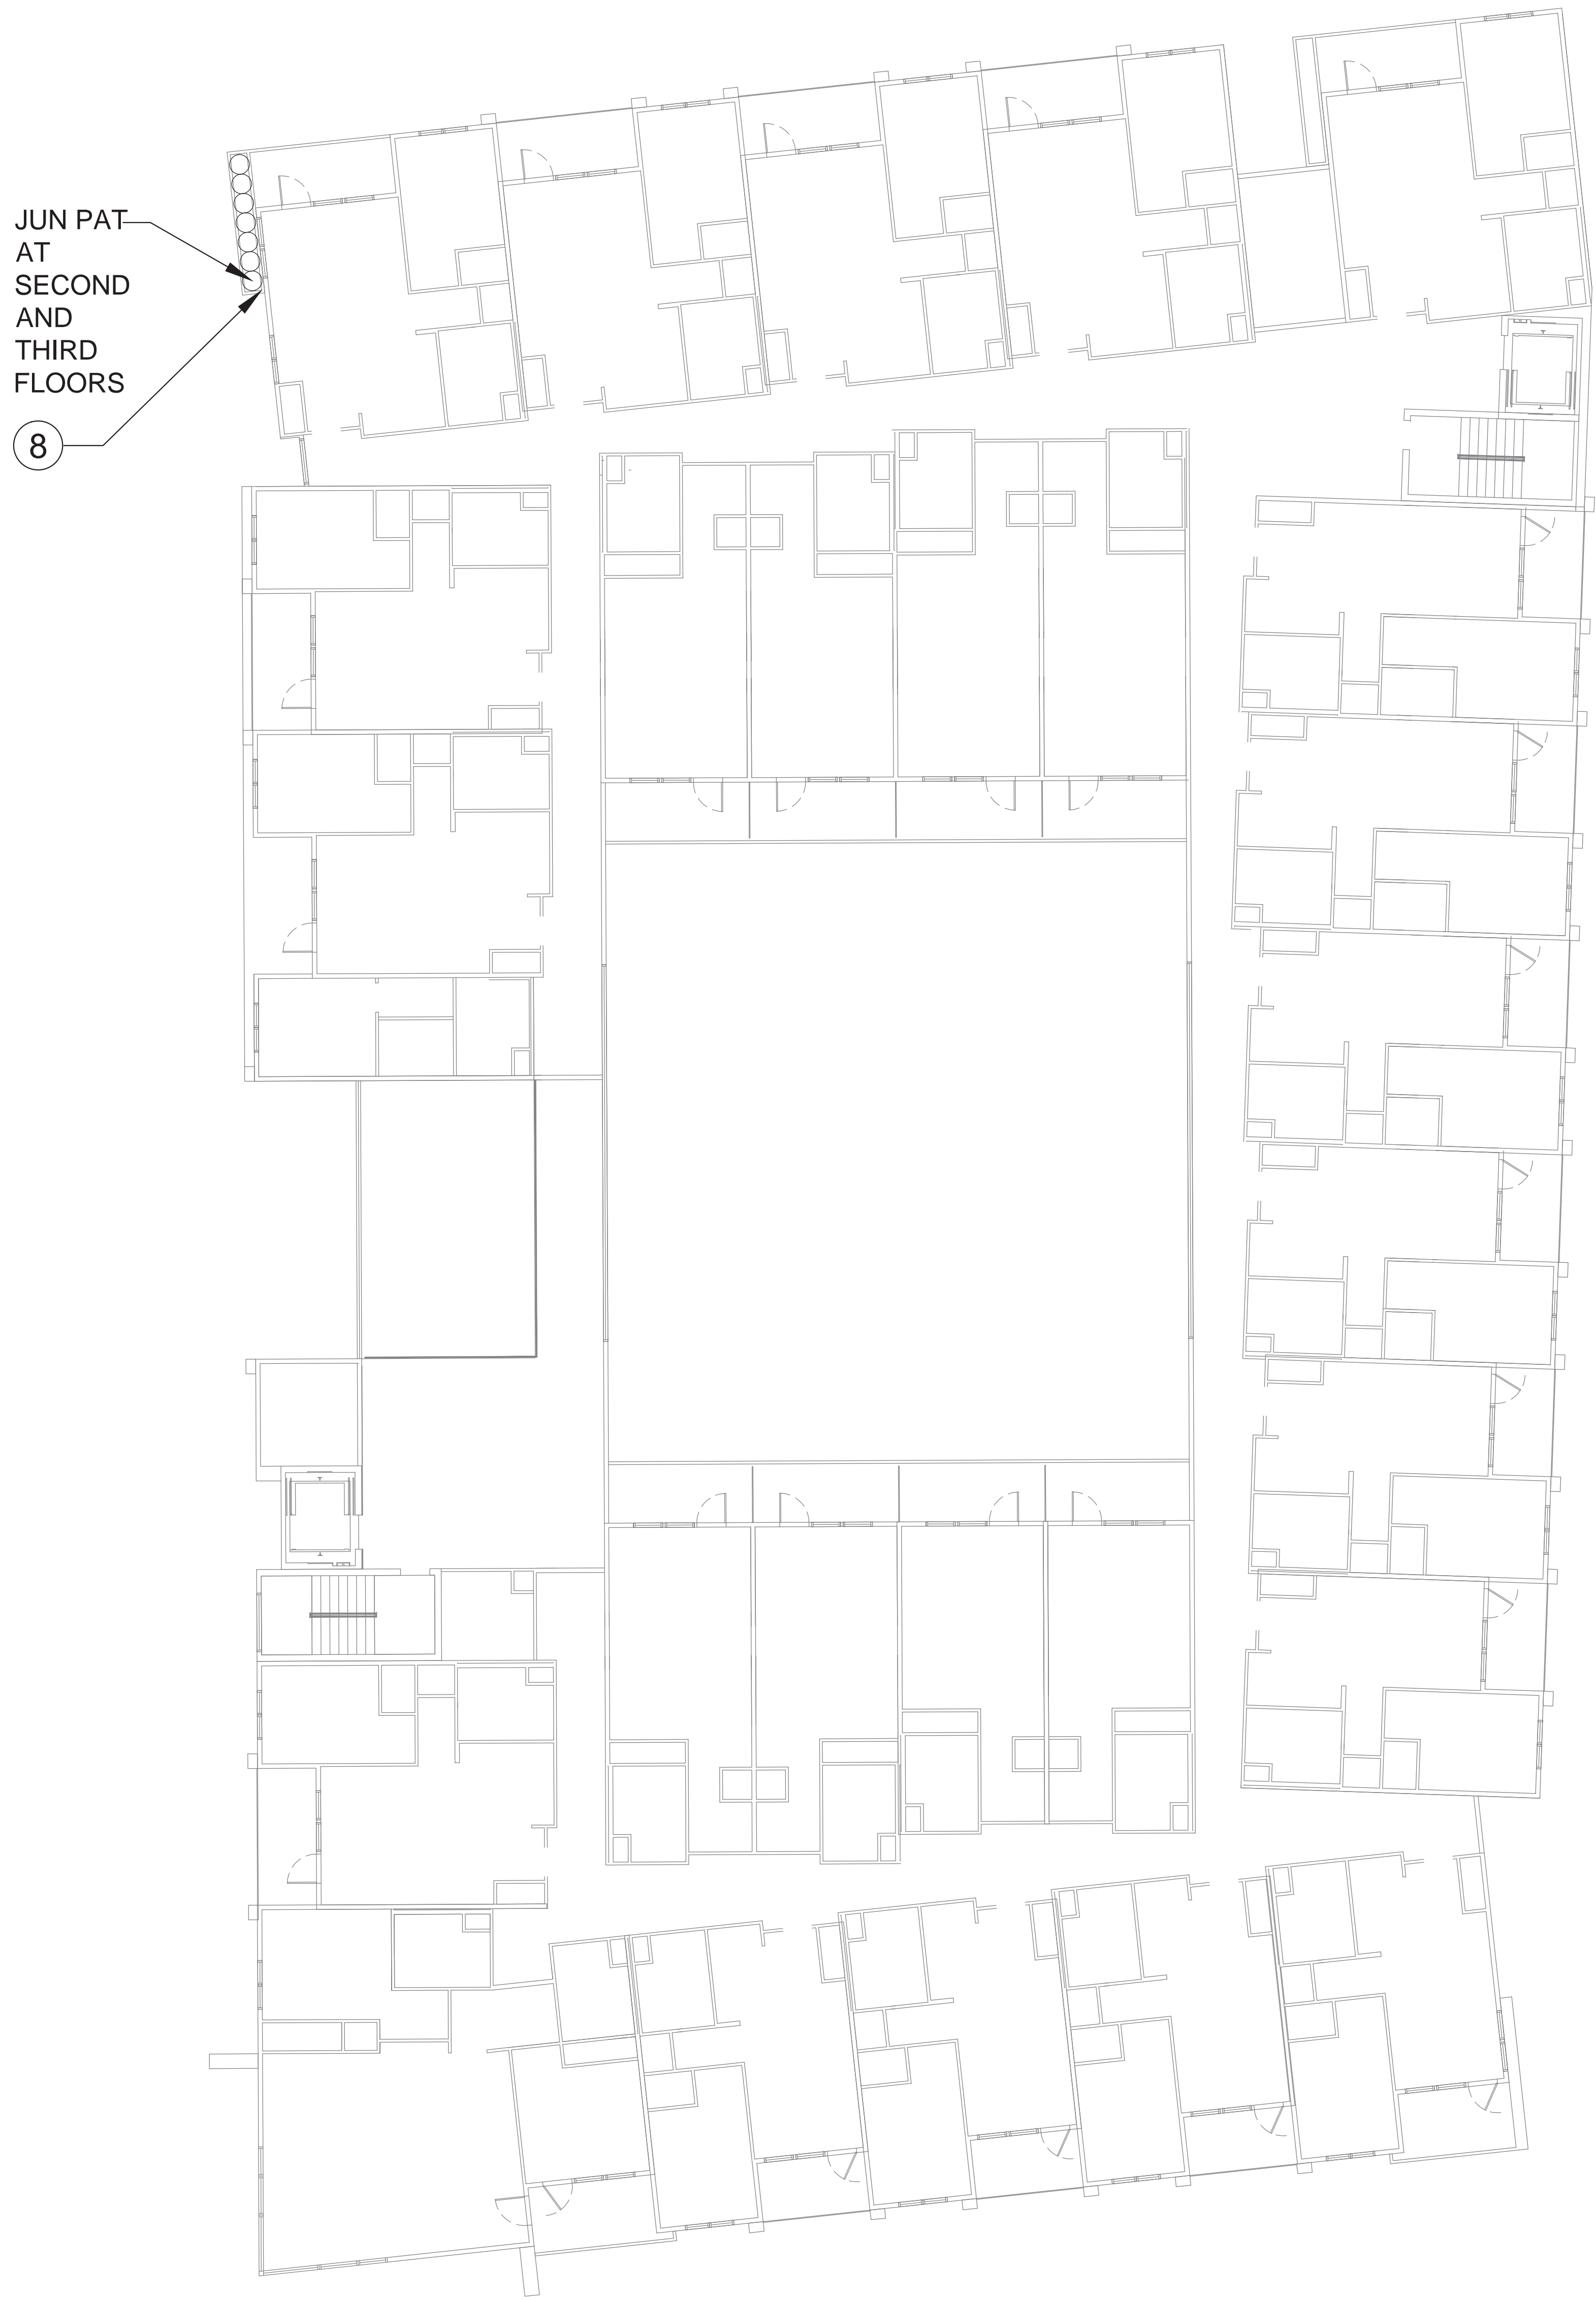 JUN PAT
AT
SECOND
AND
THIRD
FLOORS
8